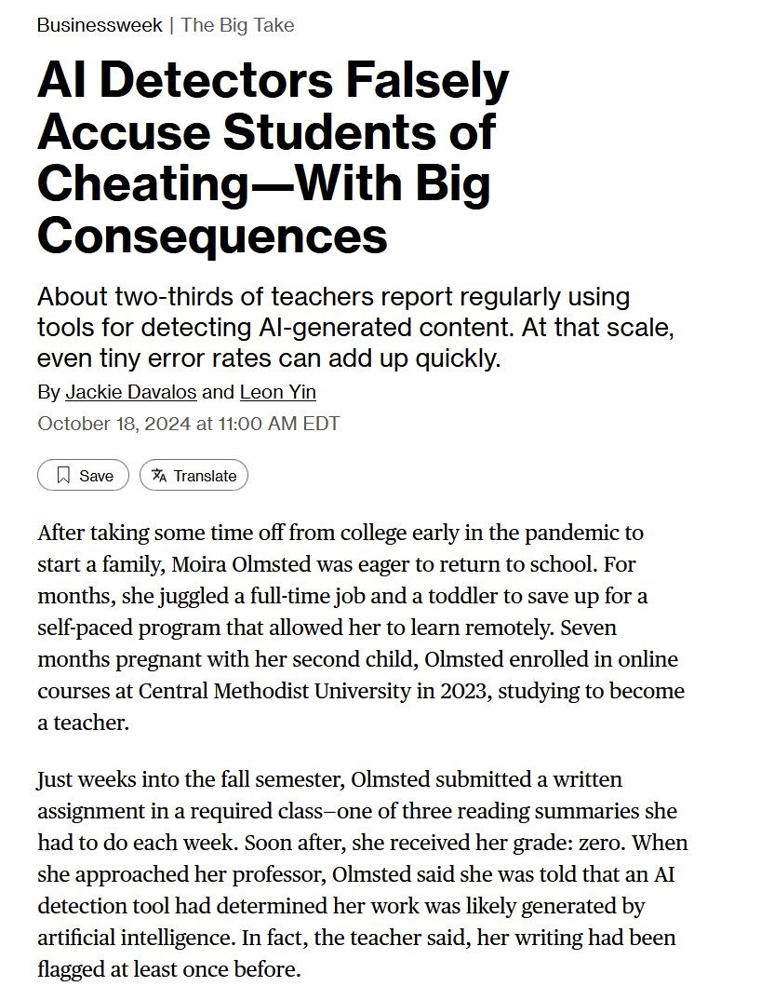 Businessweek | The Big Take
AI Detectors Falsely
Accuse Students of
Cheating—With Big
Consequences
About two-thirds of teachers report regularly using
tools for detecting AI-generated content. At that scale,
even tiny error rates can add up quickly.
By Jackie Davalos and Leon Yin
October 18, 2024 at 11:00 AM EDT
Save Translate
After taking some time off from college early in the pandemic to
start a family, Moira Olmsted was eager to return to school. For
months, she juggled a full-time job and a toddler to save up for a
self-paced program that allowed her to learn remotely. Seven
months pregnant with her second child, Olmsted enrolled in online
courses at Central Methodist University in 2023, studying to become
a teacher.
Just weeks into the fall semester, Olmsted submitted a written
assignment in a required class—one of three reading summaries she
had to do each week. Soon after, she received her grade: zero. When
she approached her professor, Olmsted said she was told that an AI
detection tool had determined her work was likely generated by
artificial intelligence. In fact, the teacher said, her writing had been
flagged at least once before.